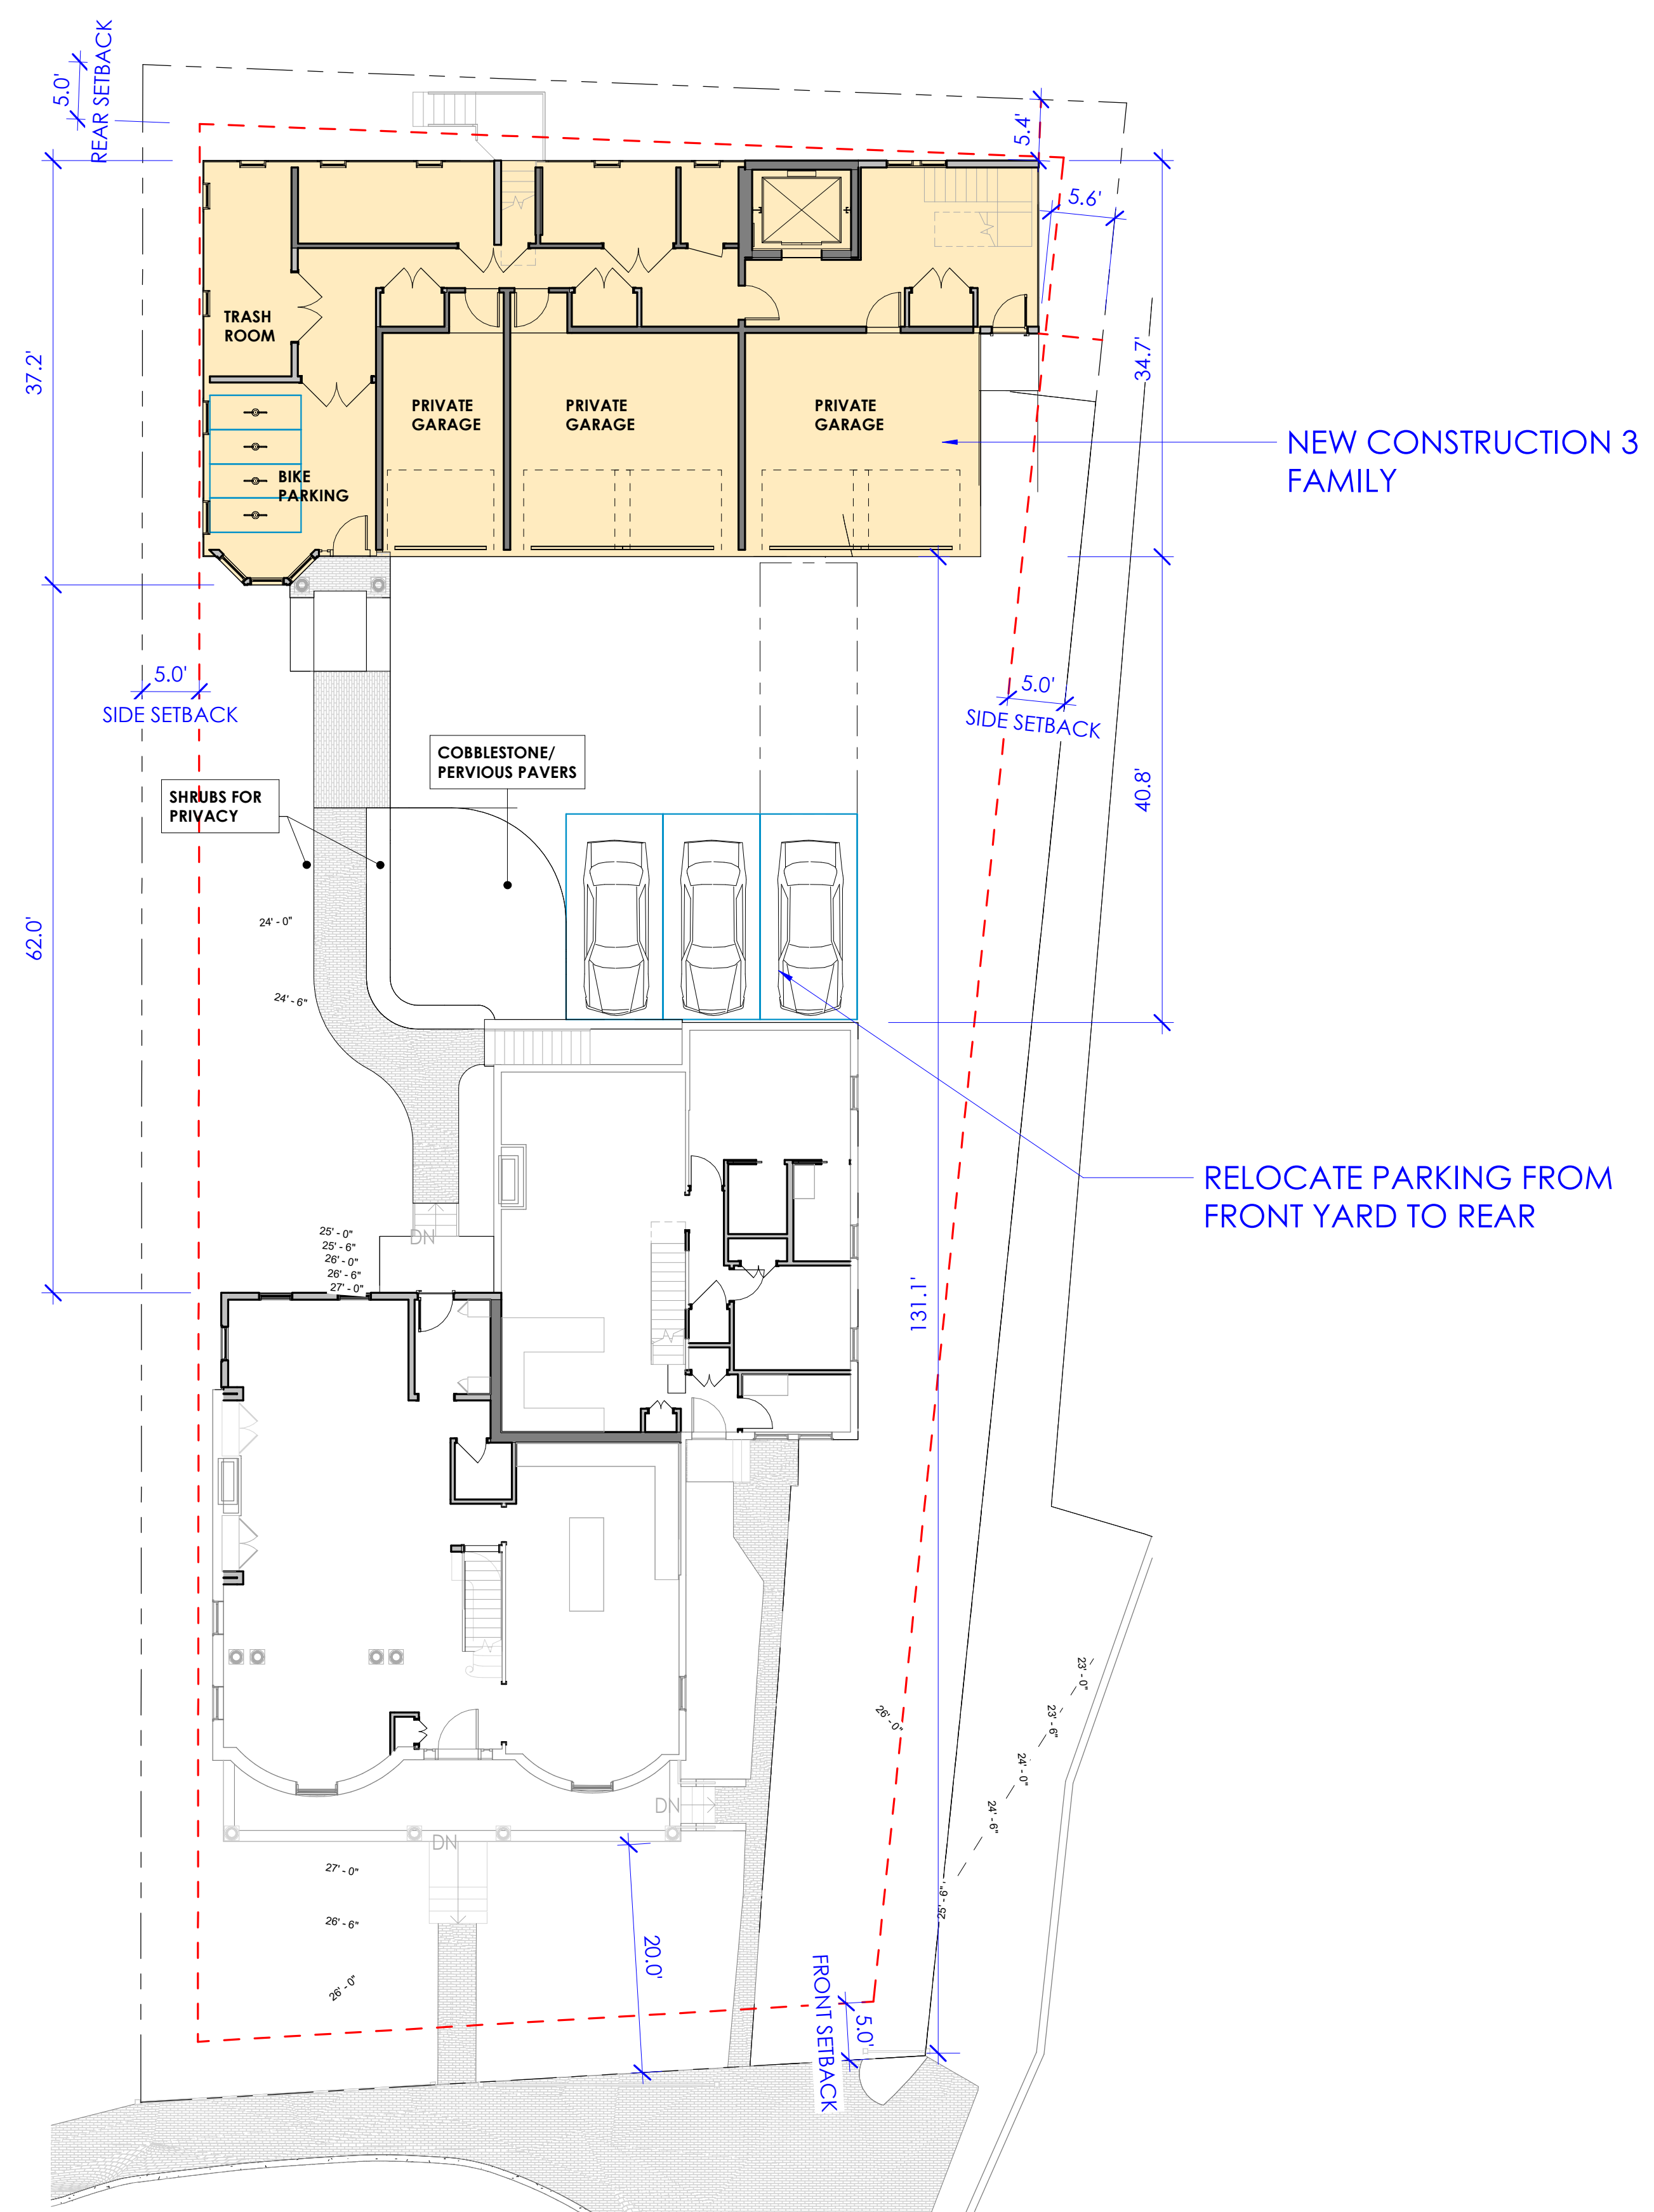 5.0'
REAR SETBACK
5.4'
5.6'
37.2'
34.7'
TRASH
ROOM
PRIVATE
GARAGE
PRIVATE
GARAGE
PRIVATE
GARAGE
BIKE
PARKING
NEW CONSTRUCTION 3
FAMILY
5.0'
SIDE SETBACK
5.0'
SIDE SETBACK
COBBLESTONE/
PERVIOUS PAVERS
SHRUBS FOR
PRIVACY
40.8'
62.0'
24' - 0"
24' - 6"
RELOCATE PARKING FROM
FRONT YARD TO REAR
DN
25' - 0"
25' - 6"
26' - 0"
26' - 6"
27' - 0"
131.1'
23' - 0"
23' - 6"
24' - 0"
24' - 6"
25' - 6"
26' - 0"
DN
DN
27' - 0"
26' - 6"
26' - 0"
20.0'
FRONT SETBACK
5.0'